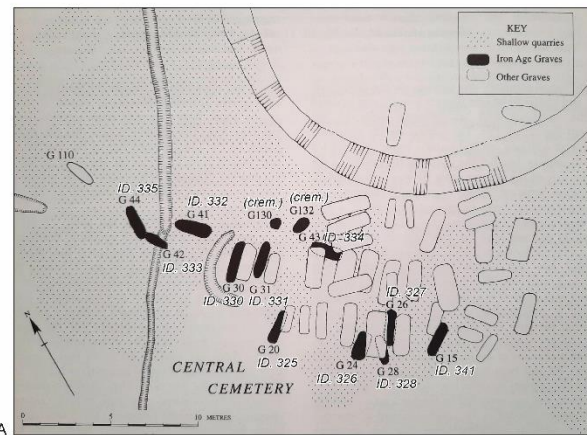 KEY
Shallow quarries
Iron Age Graves
Other Graves
G 110
ID. 335
G 44
ID. 332
G 41
(crem.)
G130
(crem.)
G132
G 43
ID. 334
G 42
ID. 333
G 30
ID. 330
G 31
ID. 331
ID. 327
G 26
G 20
ID. 325
G 24
ID. 326
G 28
ID. 328
G 15
ID. 341
CENTRAL
CEMETERY
N
0 5 10 METRES
A